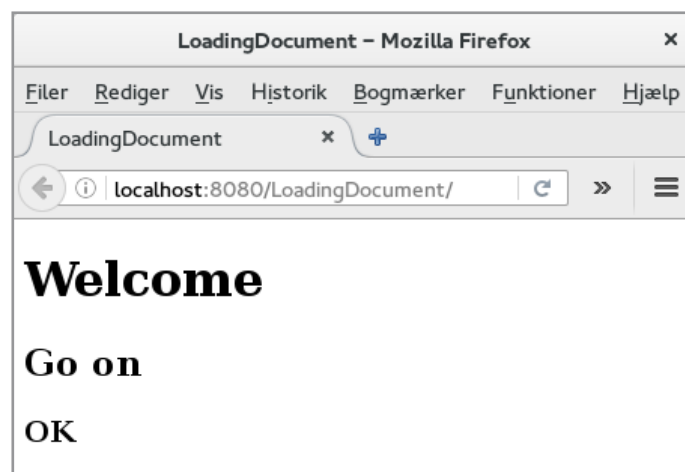 LoadingDocument – Mozilla Firefox
Filer Rediger Vis Historik Bogmærker Funktioner Hjælp
LoadingDocument
localhost:8080/LoadingDocument/
Welcome
Go on
OK